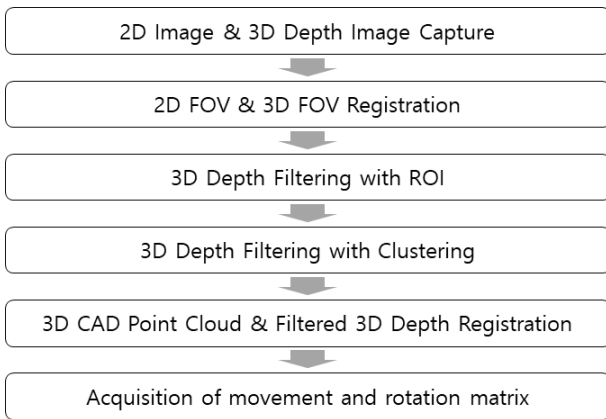 2D Image & 3D Depth Image Capture
2D FOV & 3D FOV Registration
3D Depth Filtering with ROI
3D Depth Filtering with Clustering
3D CAD Point Cloud & Filtered 3D Depth Registration
Acquisition of movement and rotation matrix